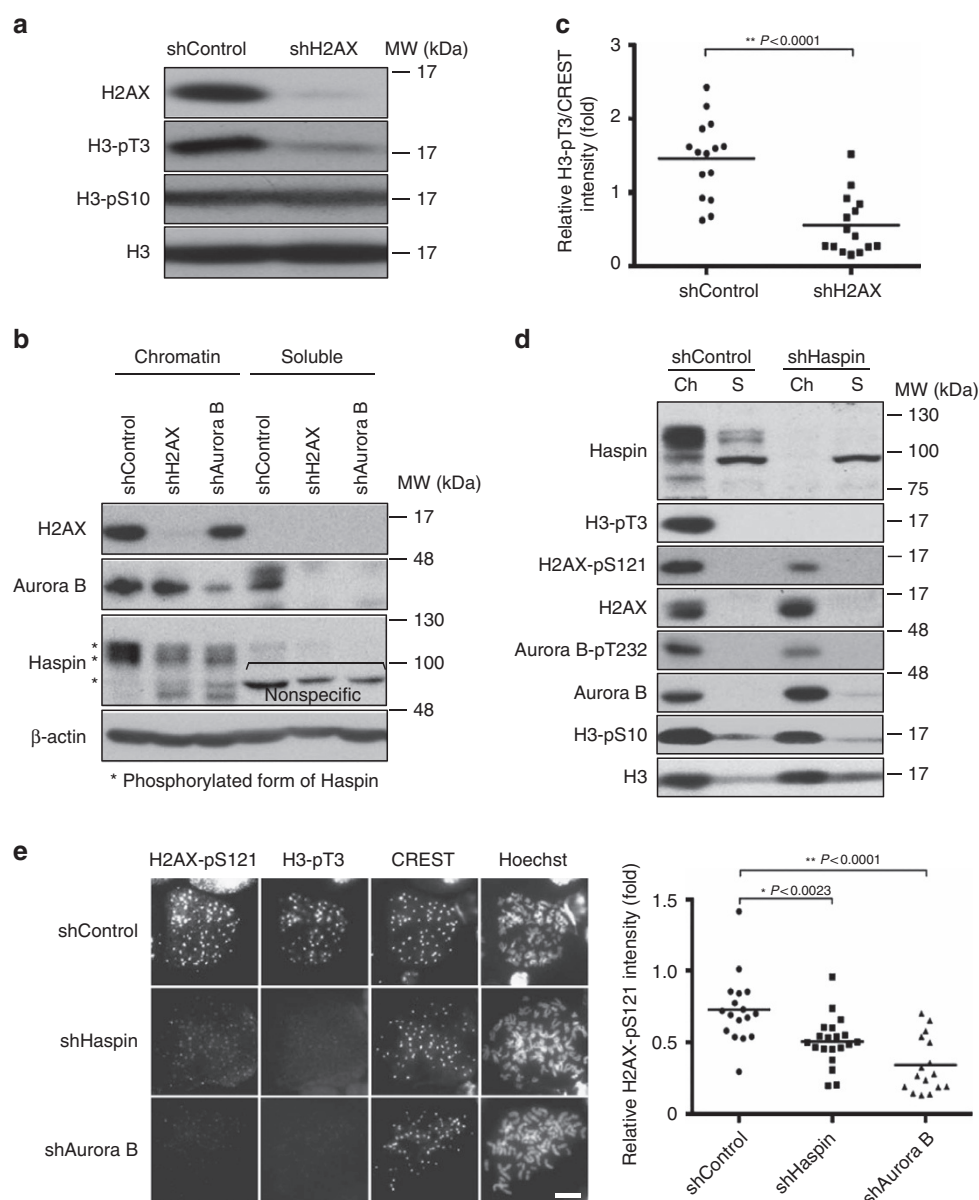 a
shControl shH2AX MW (kDa)
H2AX
17
H3-pT3
17
H3-pS10
17
H3
17
c
** P<0.0001
3
2
1
0
Relative H3-pT3/CREST
intensity (fold)
shControl shH2AX
b
Chromatin Soluble
shControl shH2AX shAurora B shControl shH2AX shAurora B
MW (kDa)
H2AX
17
Aurora B
48
Haspin
*
*
*
130
100
Nonspecific
48
β-actin
* Phosphorylated form of Haspin
d
shControl shHaspin
Ch S Ch S
MW (kDa)
Haspin
130
100
75
H3-pT3
17
H2AX-pS121
17
H2AX
17
Aurora B-pT232
48
Aurora B
48
H3-pS10
17
H3
17
e
H2AX-pS121 H3-pT3 CREST Hoechst
shControl
shHaspin
shAurora B
** P<0.0001
* P<0.0023
1.5
1.0
0.5
0
Relative H2AX-pS121 intensity (fold)
shControl shHaspin shAurora B